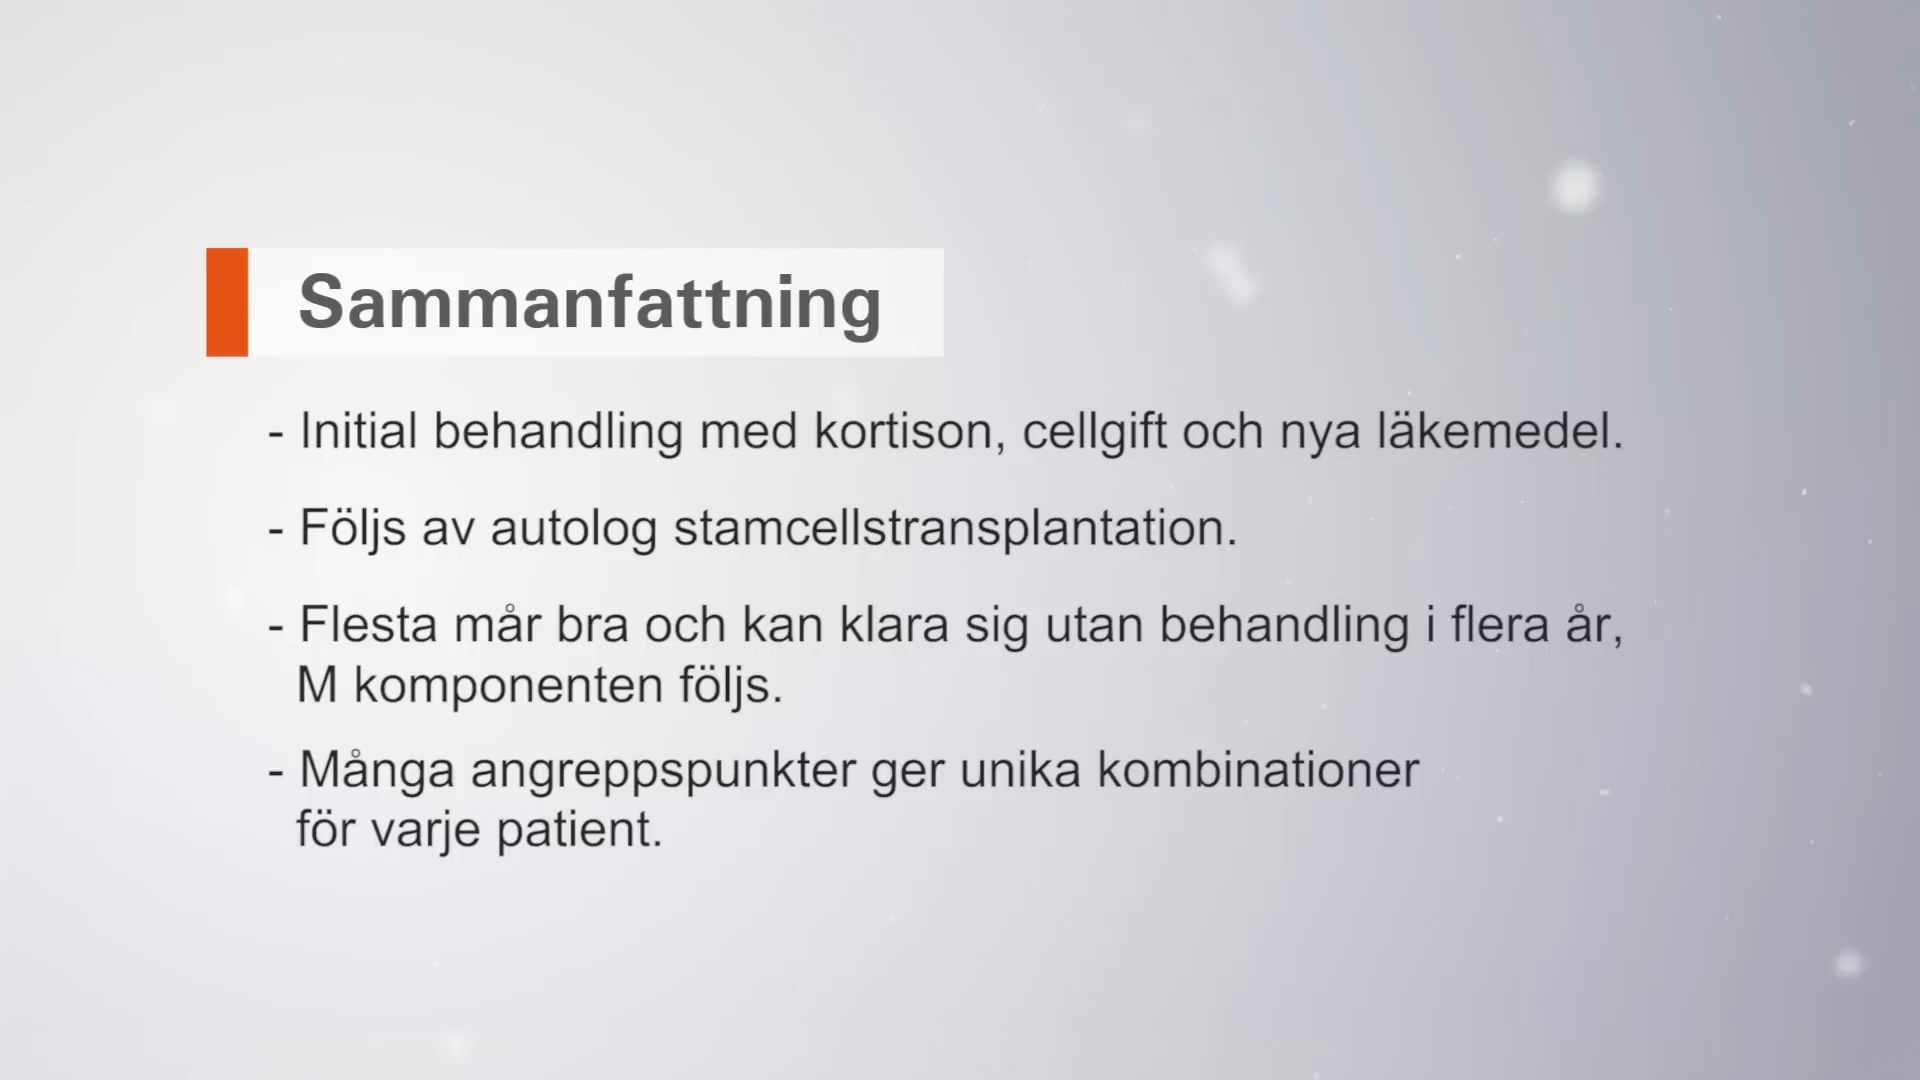 Sammanfattning
- Initial behandling med kortison, cellgift och nya läkemedel.
- Följs av autolog stamcellstransplantation.
- Flesta mår bra och kan klara sig utan behandling i flera år,
M komponenten följs.
- Många angreppspunkter ger unika kombinationer
för varje patient.